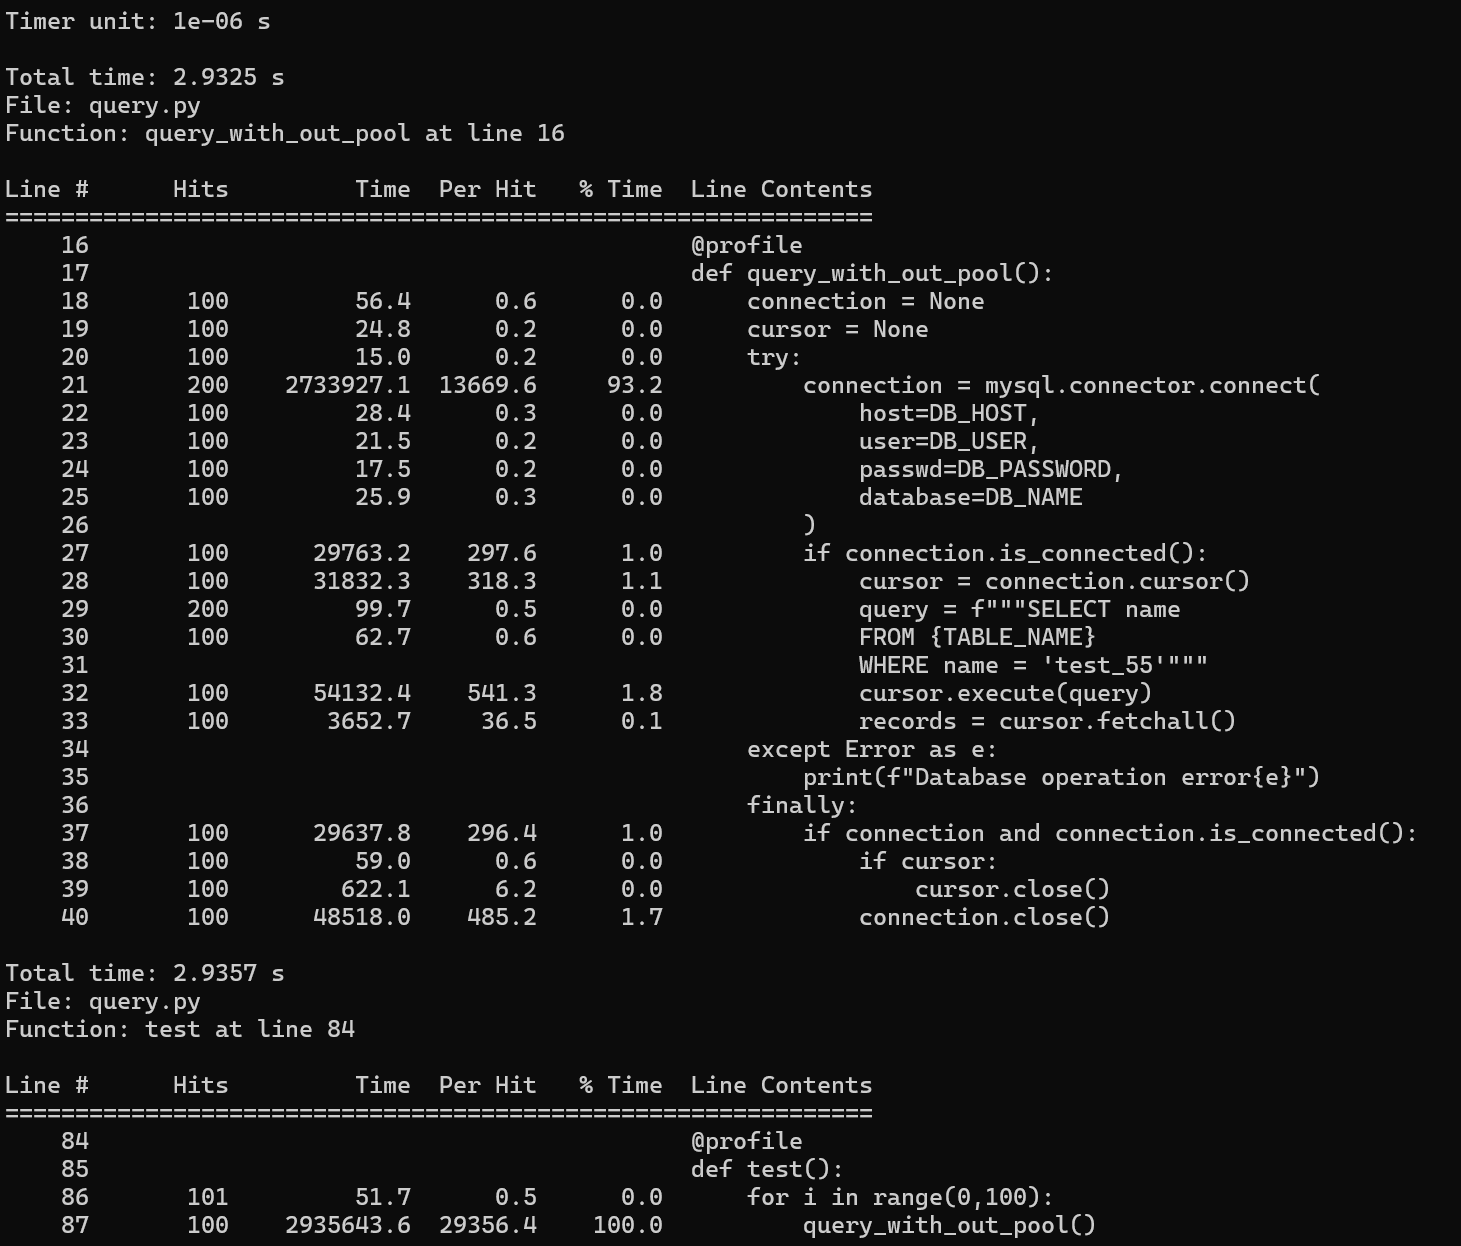 Timer unit: 1e-06 s

Total time: 2.9325 s
File: query.py
Function: query_with_out_pool at line 16

Line #      Hits         Time  Per Hit   % Time  Line Contents
==============================================================
    16                                           @profile
    17                                           def query_with_out_pool():
    18       100         56.4      0.6      0.0      connection = None
    19       100         24.8      0.2      0.0      cursor = None
    20       100         15.0      0.2      0.0      try:
    21       200    2733927.1  13669.6     93.2          connection = mysql.connector.connect(
    22       100         28.4      0.3      0.0              host=DB_HOST,
    23       100         21.5      0.2      0.0              user=DB_USER,
    24       100         17.5      0.2      0.0              passwd=DB_PASSWORD,
    25       100         25.9      0.3      0.0              database=DB_NAME
    26                                                   )
    27       100      29763.2    297.6      1.0          if connection.is_connected():
    28       100      31832.3    318.3      1.1              cursor = connection.cursor()
    29       200         99.7      0.5      0.0              query = f"""SELECT name
    30       100         62.7      0.6      0.0              FROM {TABLE_NAME}
    31                                                       WHERE name = 'test_55'"""
    32       100      54132.4    541.3      1.8              cursor.execute(query)
    33       100       3652.7     36.5      0.1              records = cursor.fetchall()
    34                                               except Error as e:
    35                                                   print(f"Database operation error{e}")
    36                                               finally:
    37       100      29637.8    296.4      1.0          if connection and connection.is_connected():
    38       100         59.0      0.6      0.0              if cursor:
    39       100        622.1      6.2      0.0                  cursor.close()
    40       100      48518.0    485.2      1.7              connection.close()

Total time: 2.9357 s
File: query.py
Function: test at line 84

Line #      Hits         Time  Per Hit   % Time  Line Contents
==============================================================
    84                                           @profile
    85                                           def test():
    86       101         51.7      0.5      0.0      for i in range(0,100):
    87       100    2935643.6  29356.4    100.0          query_with_out_pool()